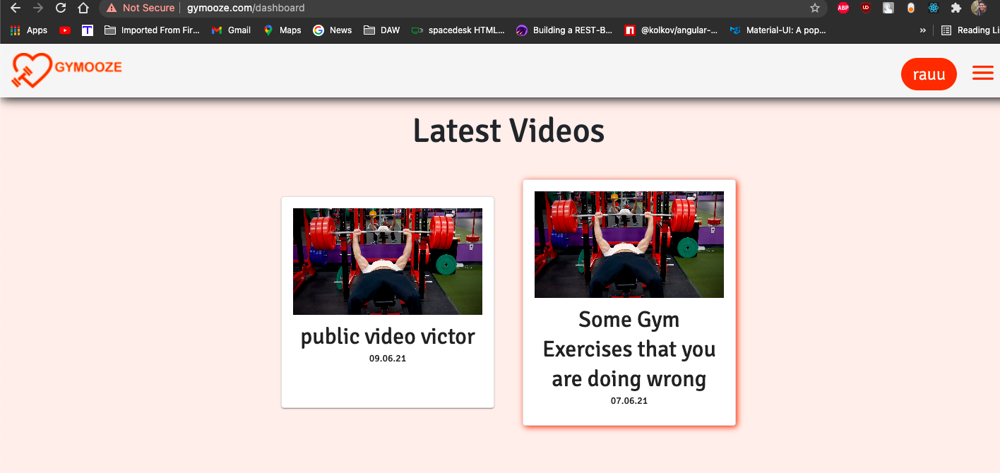 Not Secure | gymooze.com/dashboard
ABP
UD
Apps
T
Imported From Fir...
Gmail
Maps
G
News
DAW
spacedesk HTML...
Building a REST-B...
n
@kolkov/angular-...
Material-UI: A pop...
»
Reading Li
GYMOOZE
rauu
Latest Videos
public video victor
09.06.21
Some Gym
Exercises that you
are doing wrong
07.06.21